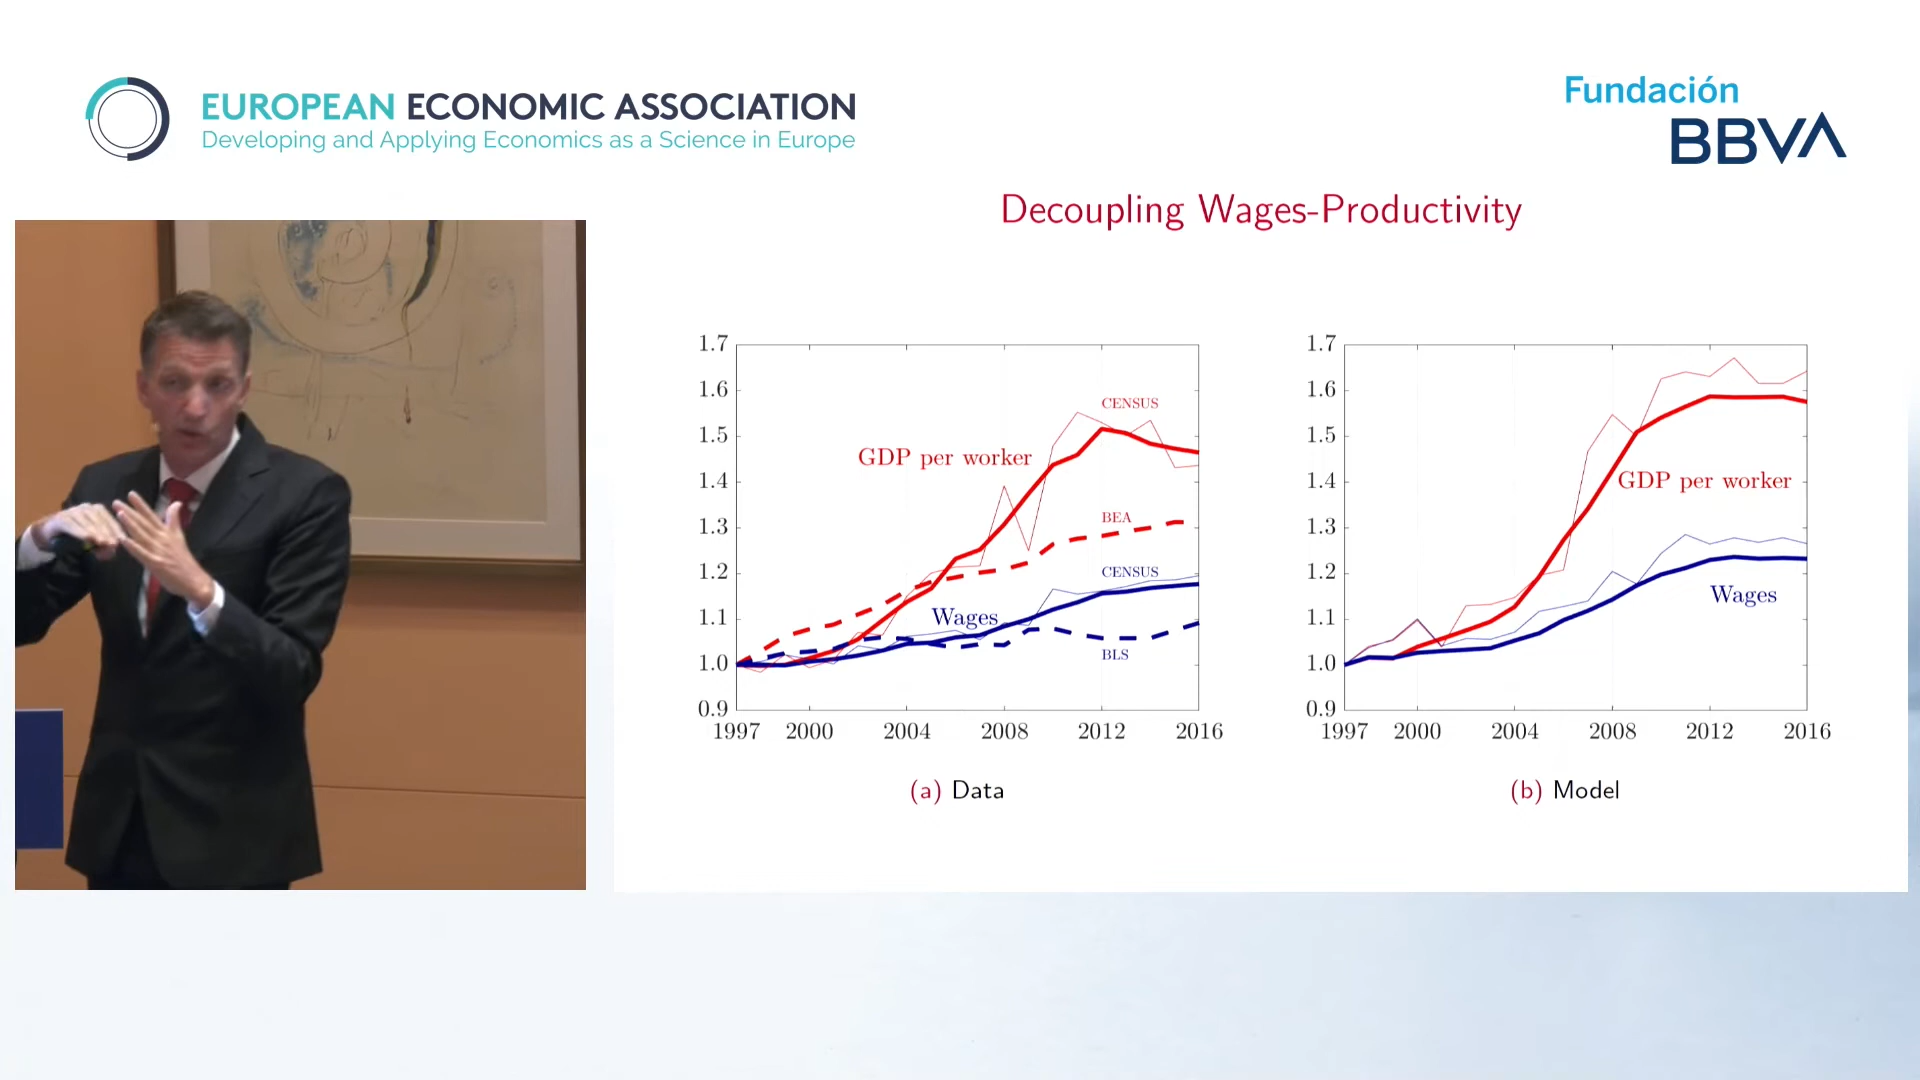 EUROPEAN ECONOMIC ASSOCIATION
Developing and Applying Economics as a Science in Europe
Fundación
BBVA
Decoupling Wages-Productivity
1.7
1.6
1.5
1.4
1.3
1.2
1.1
1.0
0.9
1997 2000 2004 2008 2012 2016
CENSUS
GDP per worker
BEA
CENSUS
Wages
BLS
(a) Data
1.7
1.6
1.5
1.4
1.3
1.2
1.1
1.0
0.9
1997 2000 2004 2008 2012 2016
GDP per worker
Wages
(b) Model